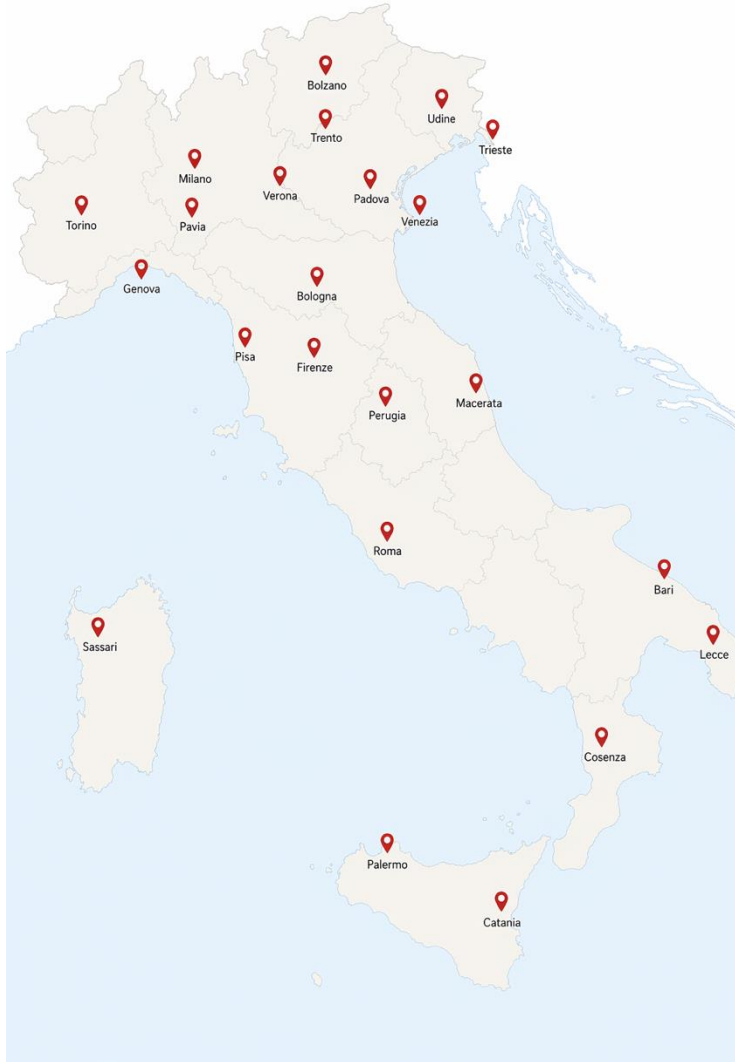 Bolzano
Udine
Trento
Trieste
Milano
Verona
Padova
Venezia
Torino
Pavia
Genova
Bologna
Pisa
Firenze
Macerata
Perugia
Roma
Bari
Sassari
Lecce
Cosenza
Palermo
Catania